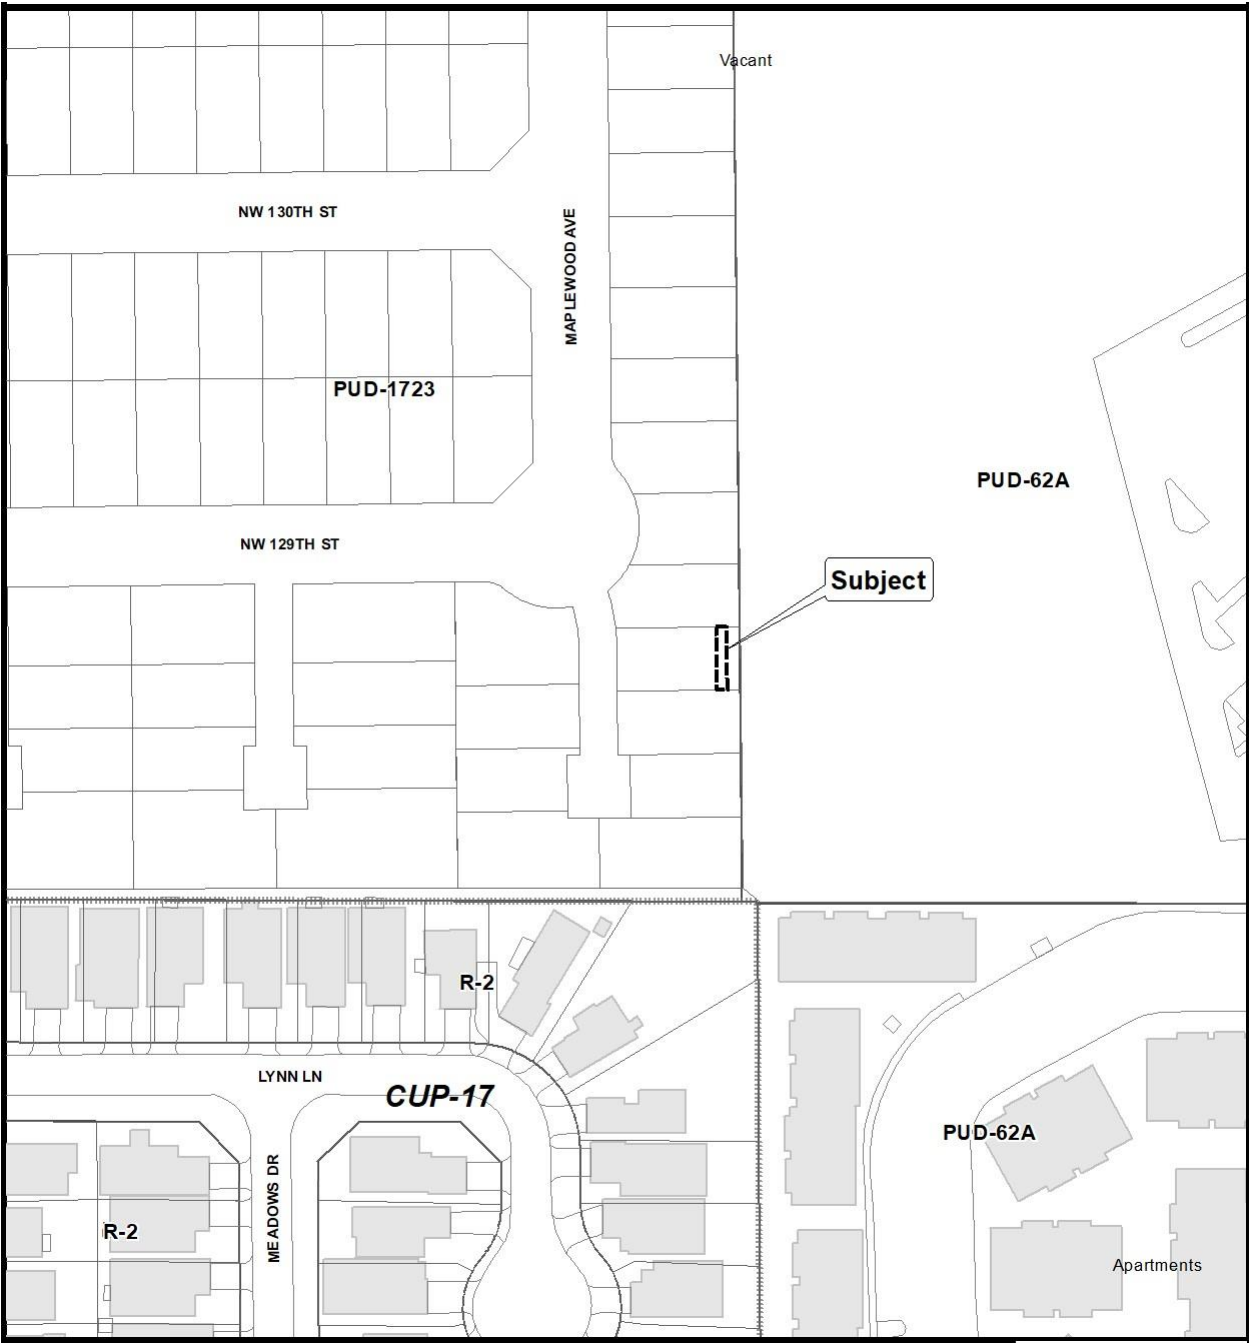 Vacant
NW 130TH ST
MAPLEWOOD AVE
PUD-1723
PUD-62A
NW 129TH ST
Subject
R-2
LYNN LN
CUP-17
PUD-62A
MEADOWS DR
R-2
Apartments